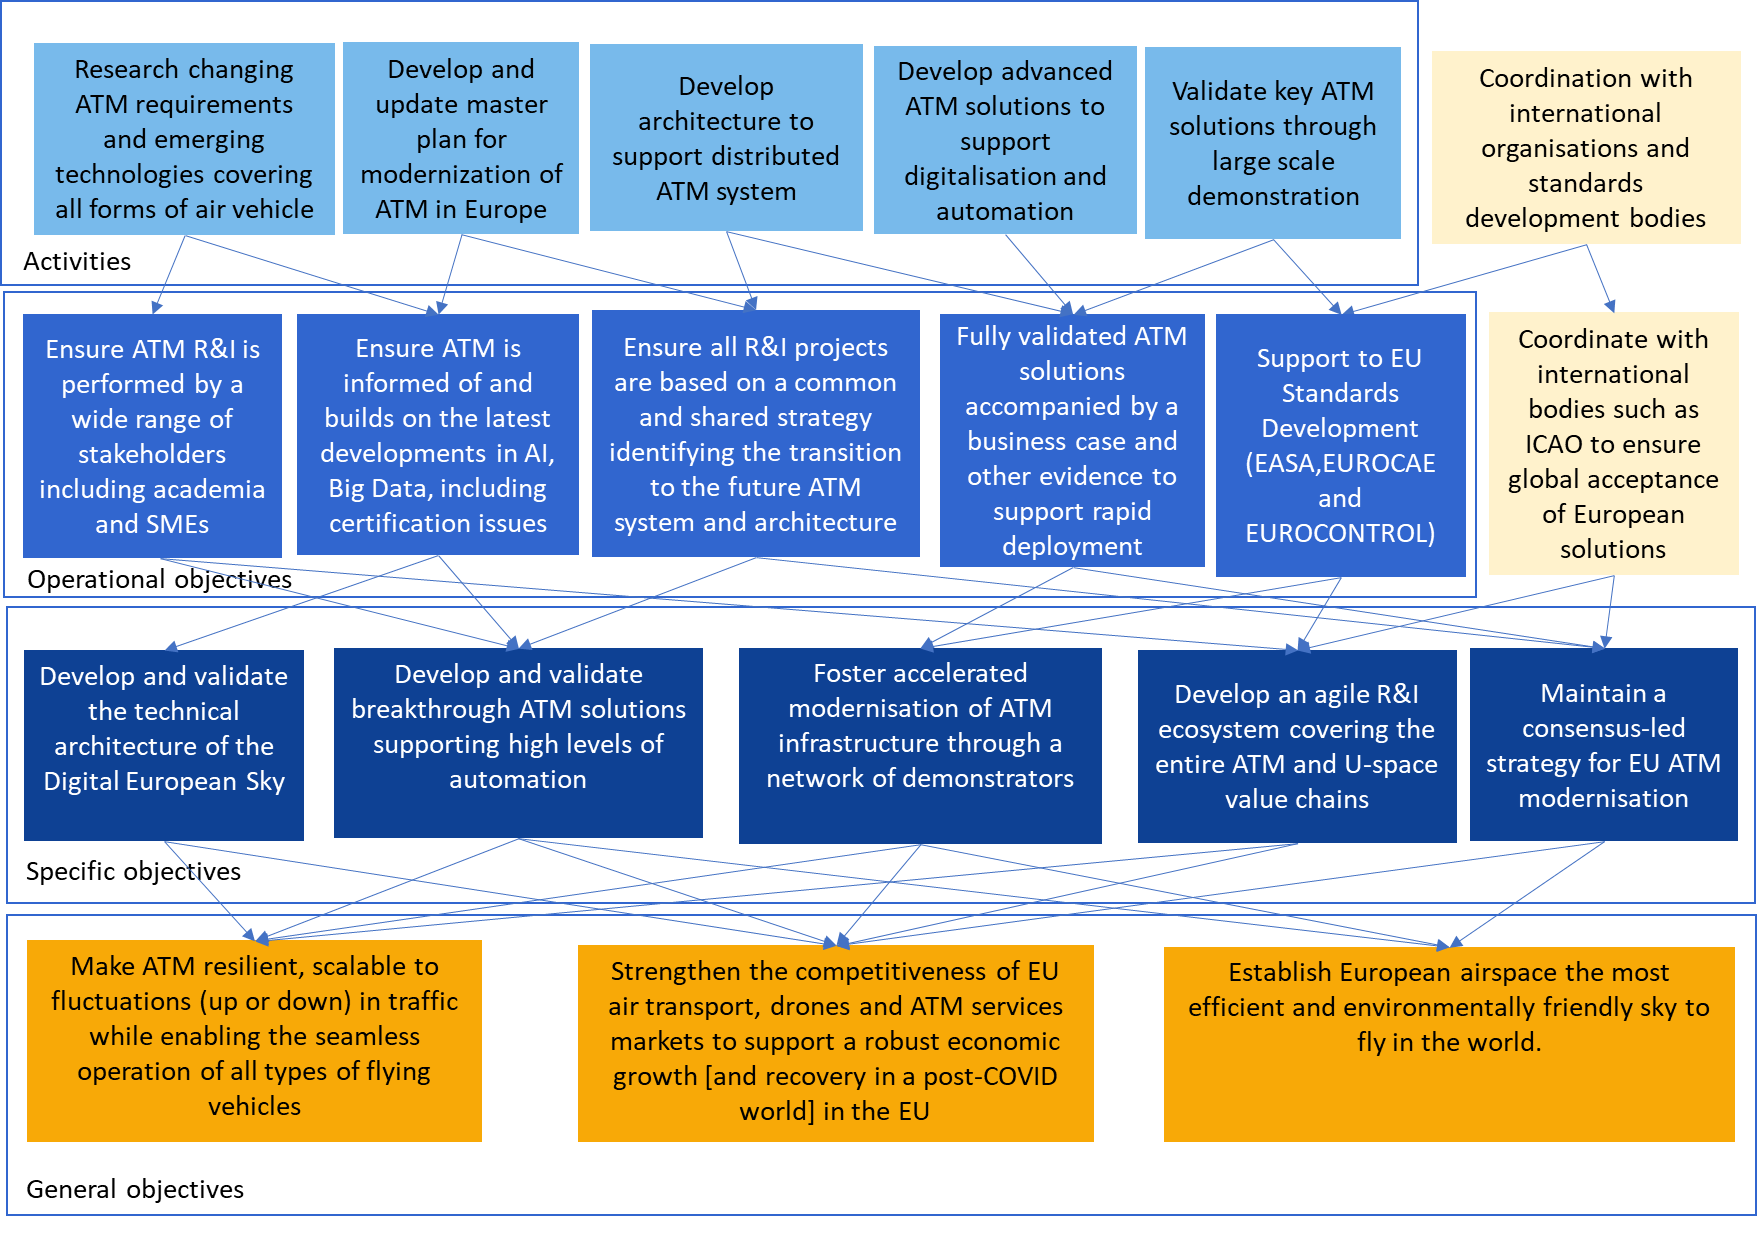 Research changing
ATM requirements
and emerging
technologies covering
all forms of air vehicle
Develop and
update master
plan for
modernization of
ATM in Europe
Develop
architecture to
support distributed
ATM system
Develop advanced
ATM solutions to
support
digitalisation and
automation
Validate key ATM
solutions through
large scale
demonstration
Coordination with
international
organisations and
standards
development bodies
Activities
Ensure ATM R&I is
performed by a
wide range of
stakeholders
including academia
and SMEs
Ensure ATM is
informed of and
builds on the latest
developments in AI,
Big Data, including
certification issues
Ensure all R&I projects
are based on a common
and shared strategy
identifying the transition
to the future ATM
system and architecture
Fully validated ATM
solutions
accompanied by a
business case and
other evidence to
support rapid
deployment
Support to EU
Standards
Development
(EASA,EUROCAE
and
EUROCONTROL)
Coordinate with
international
bodies such as
ICAO to ensure
global acceptance
of European
solutions
Operational objectives
Develop and validate
the technical
architecture of the
Digital European Sky
Develop and validate
breakthrough ATM solutions
supporting high levels of
automation
Foster accelerated
modernisation of ATM
infrastructure through a
network of demonstrators
Develop an agile R&I
ecosystem covering the
entire ATM and U-space
value chains
Maintain a
consensus-led
strategy for EU ATM
modernisation
Specific objectives
Make ATM resilient, scalable to
fluctuations (up or down) in traffic
while enabling the seamless
operation of all types of flying
vehicles
Strengthen the competitiveness of EU
air transport, drones and ATM services
markets to support a robust economic
growth [and recovery in a post-COVID
world] in the EU
Establish European airspace the most
efficient and environmentally friendly sky to
fly in the world.
General objectives